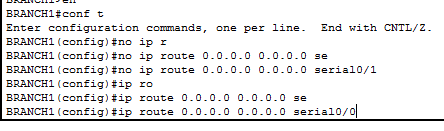 BRANCH1>en
BRANCH1#conf t
Enter configuration commands, one per line.  End with CNTL/Z.
BRANCH1(config)#no ip r
BRANCH1(config)#no ip route 0.0.0.0 0.0.0.0 se
BRANCH1(config)#no ip route 0.0.0.0 0.0.0.0 serial0/1
BRANCH1(config)#ip ro
BRANCH1(config)#ip route 0.0.0.0 0.0.0.0 se
BRANCH1(config)#ip route 0.0.0.0 0.0.0.0 serial0/0